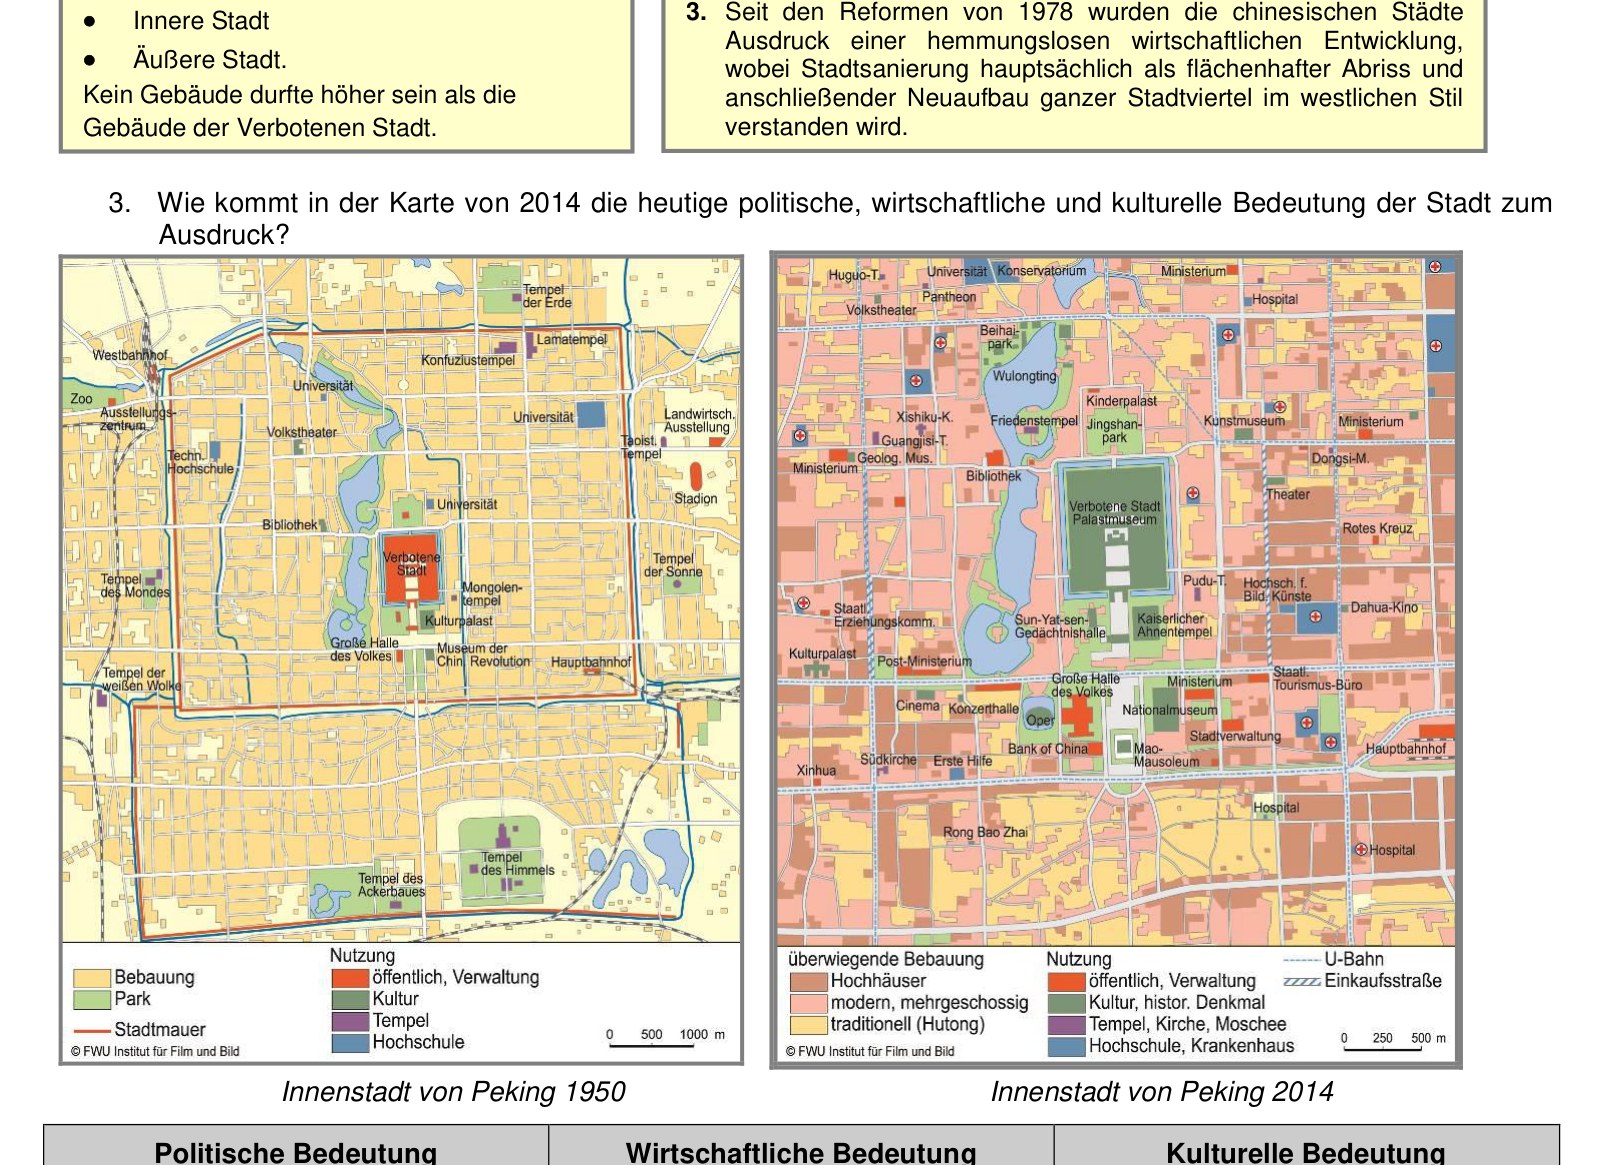 • Innere Stadt
• Äußere Stadt.
Kein Gebäude durfte höher sein als die
Gebäude der Verbotenen Stadt.
3. Seit den Reformen von 1978 wurden die chinesischen Städte
Ausdruck einer hemmungslosen wirtschaftlichen Entwicklung,
wobei Stadtsanierung hauptsächlich als flächenhafter Abriss und
anschließender Neuaufbau ganzer Stadtviertel im westlichen Stil
verstanden wird.
3. Wie kommt in der Karte von 2014 die heutige politische, wirtschaftliche und kulturelle Bedeutung der Stadt zum
Ausdruck?
Tempel
der Erde
Lamatempel
Konfuziustempel
Westbahnhof
Universität
Zoo
Ausstellungs-
zentrum
Universität
Landwirtsch.
Ausstellung
Volkstheater
Taoist.
Tempel
Techn.
Hochschule
Stadion
Universität
Bibliothek
Verbotene
Stadt
Tempel
der Sonne
Tempel
des Mondes
Mongolen-
tempel
Kulturpalast
Große Halle
des Volkes
Museum der
Chin. Revolution
Hauptbahnhof
Tempel der
weißen Wolke
Tempel
des Himmels
Tempel des
Ackerbaues
Bebauung
Park
Stadtmauer
© FWU Institut für Film und Bild
Nutzung
öffentlich, Verwaltung
Kultur
Tempel
Hochschule
0 500 1000 m
Innenstadt von Peking 1950
Huguo-T.
Universität
Konservatorium
Ministerium
Pantheon
Hospital
Volkstheater
Beihai-
park
Wulongting
Kinderpalast
Xishiku-K.
Friedenstempel
Jingshan-
park
Kunstmuseum
Ministerium
Guangjisi-T.
Geolog. Mus.
Ministerium
Bibliothek
Dongsi-M.
Theater
Verbotene Stadt
Palastmuseum
Rotes Kreuz
Pudu-T.
Hochsch. f.
Bild. Künste
Staatl.
Erziehungskomm.
Sun-Yat-sen-
Gedächtnishalle
Kaiserlicher
Ahnentempel
Dahua-Kino
Kulturpalast
Post-Ministerium
Große Halle
des Volkes
Ministerium
Staatl.
Tourismus-Büro
Cinema
Konzerthalle
Oper
Nationalmuseum
Stadtverwaltung
Bank of China
Mao-
Mausoleum
Hauptbahnhof
Südkirche
Erste Hilfe
Xinhua
Hospital
Rong Bao Zhai
Hospital
überwiegende Bebauung
Hochhäuser
modern, mehrgeschossig
traditionell (Hutong)
© FWU Institut für Film und Bild
Nutzung
öffentlich, Verwaltung
Kultur, histor. Denkmal
Tempel, Kirche, Moschee
Hochschule, Krankenhaus
U-Bahn
Einkaufsstraße
0 250 500 m
Innenstadt von Peking 2014
Politische Bedeutung
Wirtschaftliche Bedeutung
Kulturelle Bedeutung